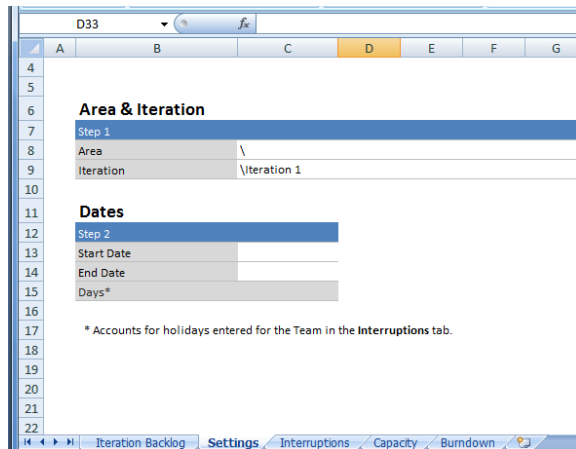 D33 fx
A B C D E F G
4
5
6 Area & Iteration
7 Step 1
8 Area \
9 Iteration \Iteration 1
10
11 Dates
12 Step 2
13 Start Date
14 End Date
15 Days*
16
17 * Accounts for holidays entered for the Team in the Interruptions tab.
18
19
20
21
22
Iteration Backlog Settings Interruptions Capacity Burndown